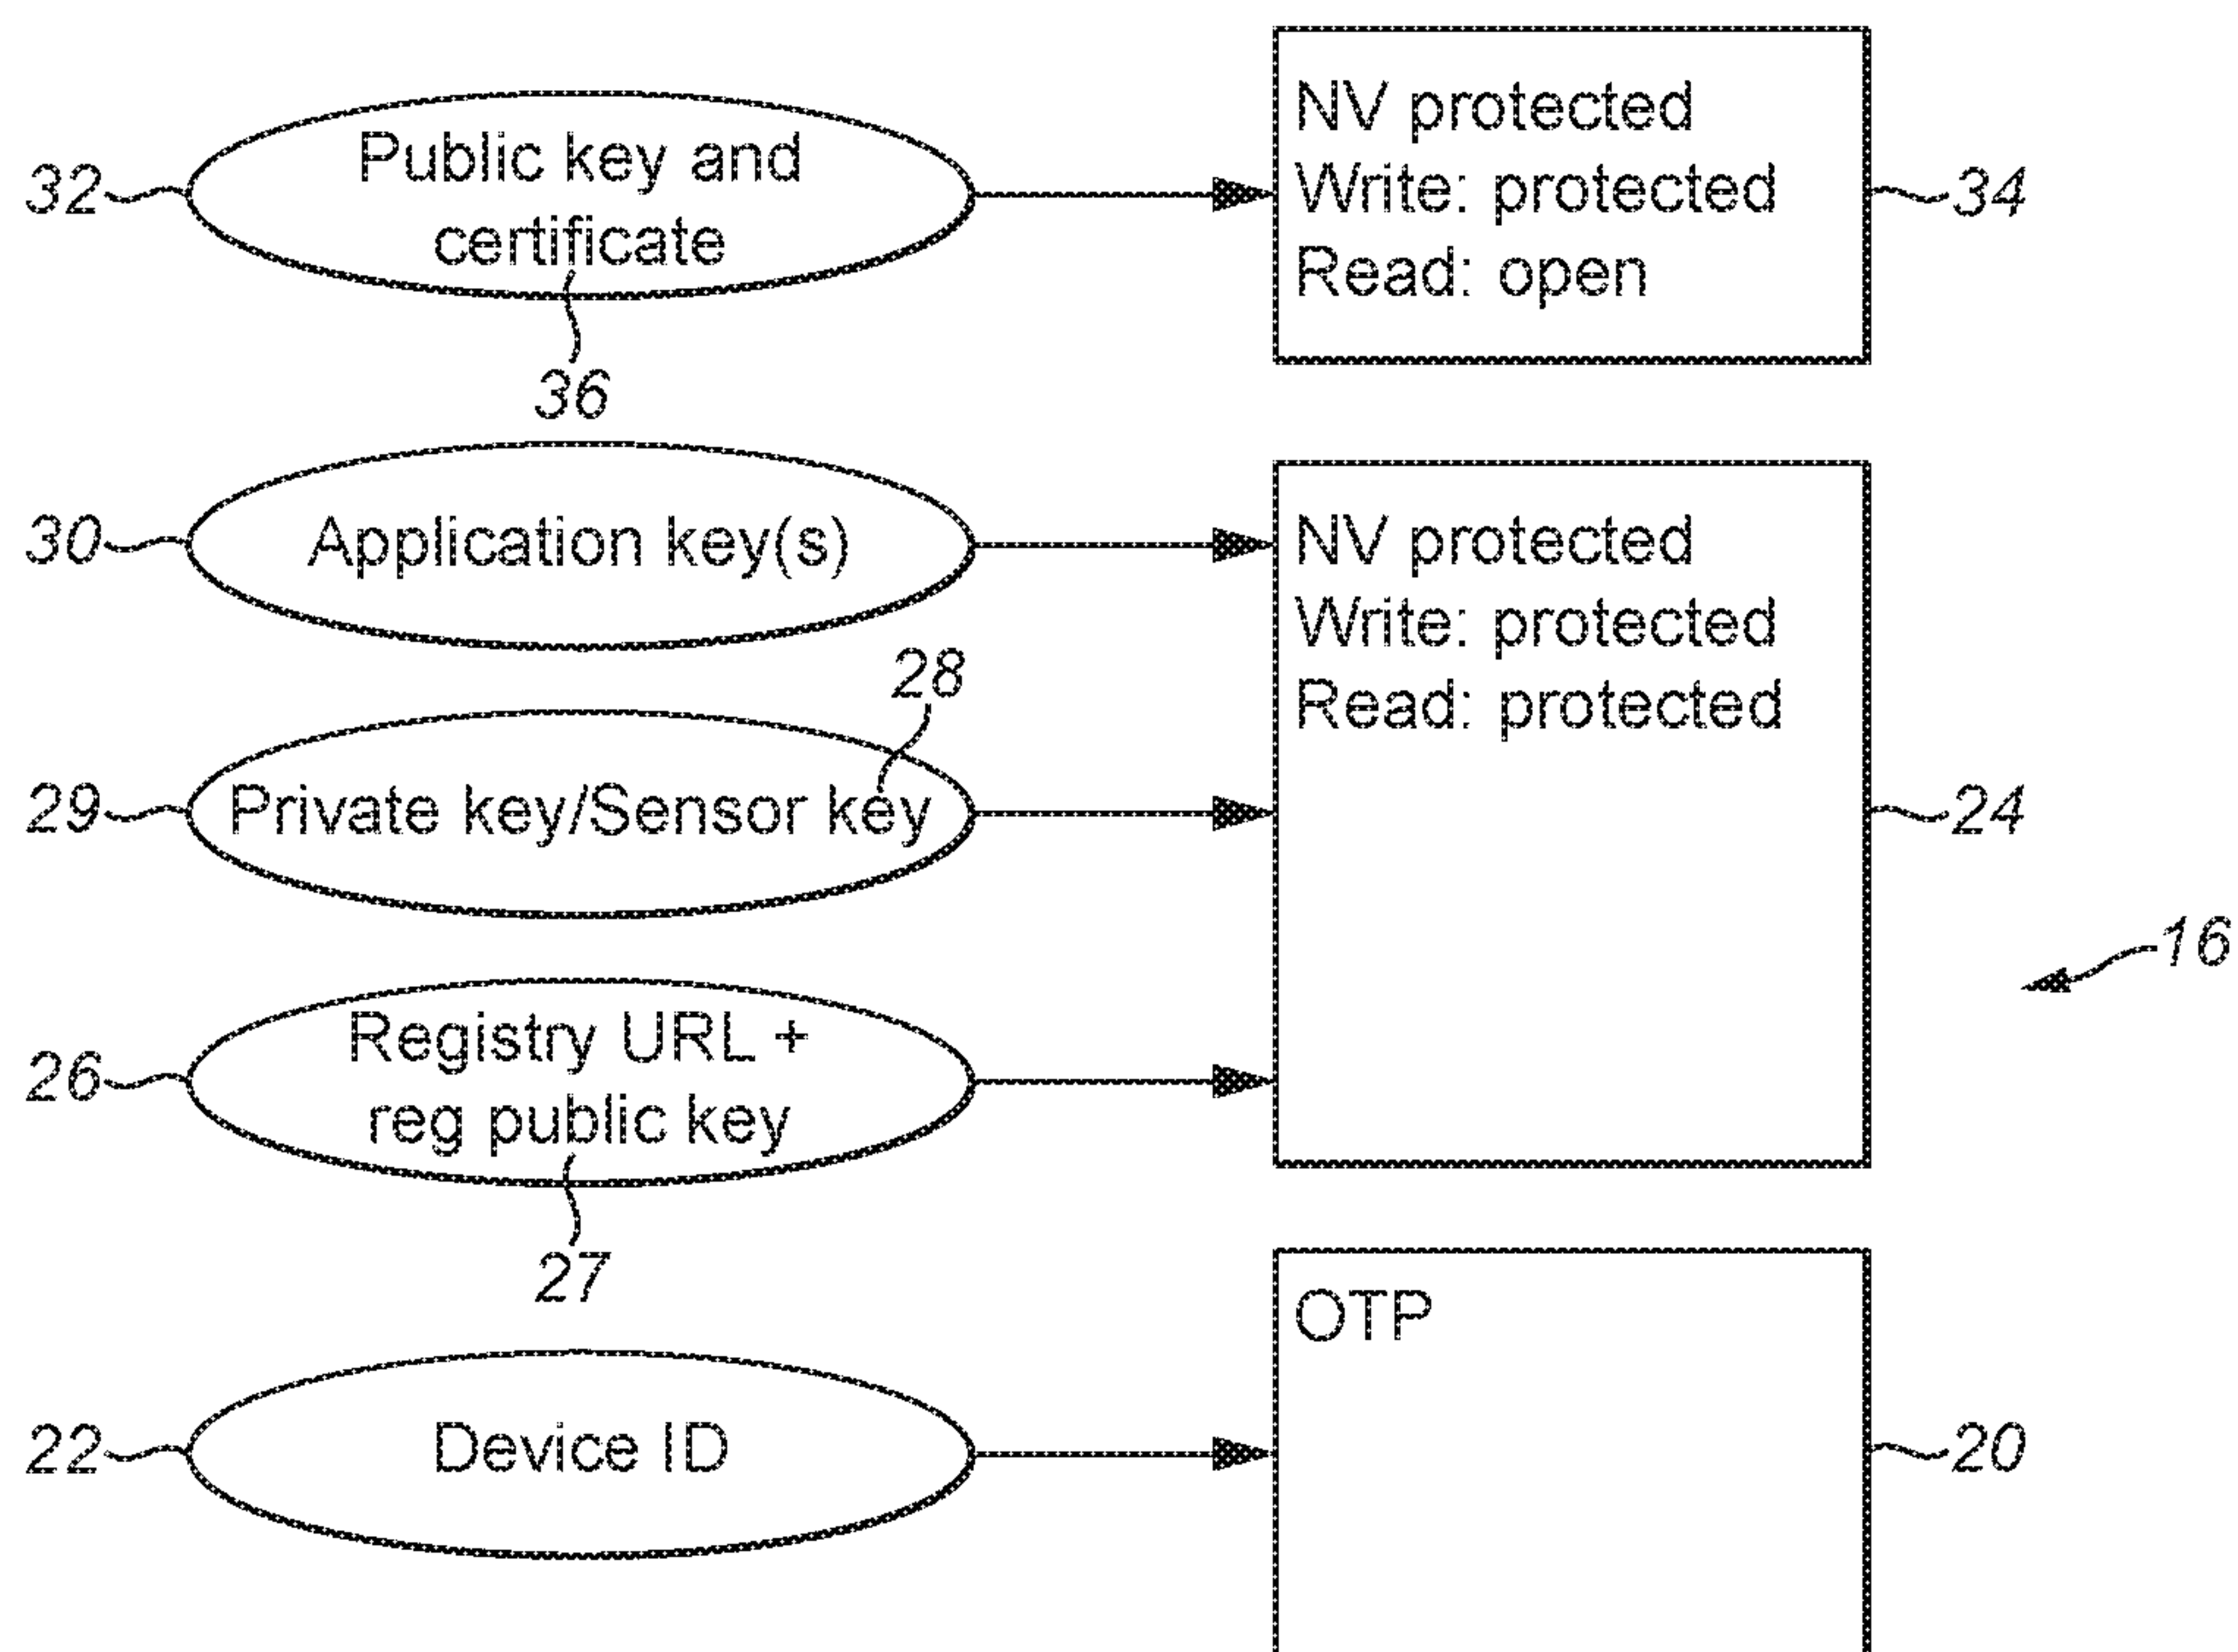 NV protected
Public key and
32
certificate
Write: protected
34
Read: open
36
30
Application key(s)
NV protected
Write: protected
28
Read: protected
29
Private key/Sensor key
24
16
Registry URL +
26
reg public key
27
OTP
22
Device ID
20